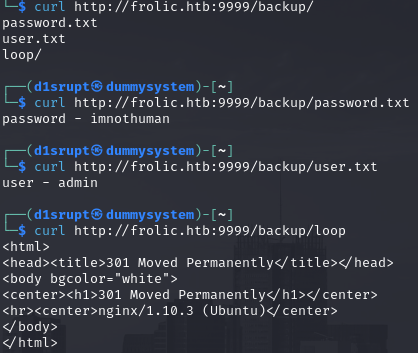 └─$ curl http://frolic.htb:9999/backup/
password.txt
user.txt
loop/
┌──(d1srupt㉿dummysystem)-[~]
└─$ curl http://frolic.htb:9999/backup/password.txt
password - imnothuman
┌──(d1srupt㉿dummysystem)-[~]
└─$ curl http://frolic.htb:9999/backup/user.txt
user - admin
┌──(d1srupt㉿dummysystem)-[~]
└─$ curl http://frolic.htb:9999/backup/loop
<html>
<head><title>301 Moved Permanently</title></head>
<body bgcolor="white">
<center><h1>301 Moved Permanently</h1></center>
<hr><center>nginx/1.10.3 (Ubuntu)</center>
</body>
</html>